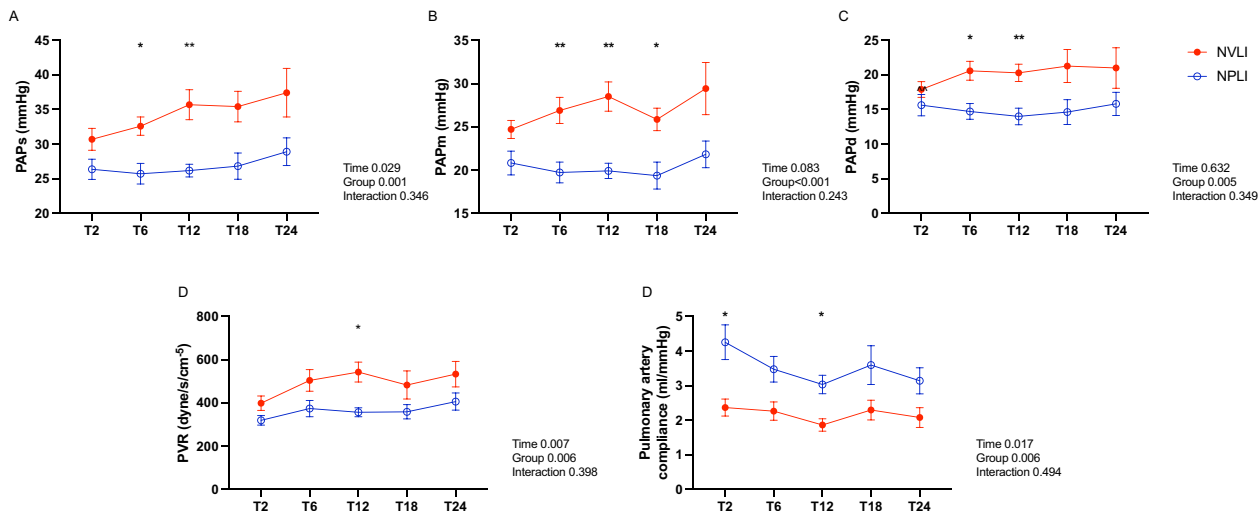 A
PAPs (mmHg)
45
40
35
30
25
20
* **
T2 T6 T12 T18 T24
Time 0.029
Group 0.001
Interaction 0.346
B
PAPm (mmHg)
35
30
25
20
15
** ** *
T2 T6 T12 T18 T24
Time 0.083
Group<0.001
Interaction 0.243
C
PAPd (mmHg)
25
20
15
10
5
0
* **
^^
T2 T6 T12 T18 T24
Time 0.632
Group 0.005
Interaction 0.349
NVLI
NPLI
D
PVR (dyne/s/cm-5)
800
600
400
200
0
*
T2 T6 T12 T18 T24
Time 0.007
Group 0.006
Interaction 0.398
D
Pulmonary artery
compliance (ml/mmHg)
5
4
3
2
1
0
* *
T2 T6 T12 T18 T24
Time 0.017
Group 0.006
Interaction 0.494